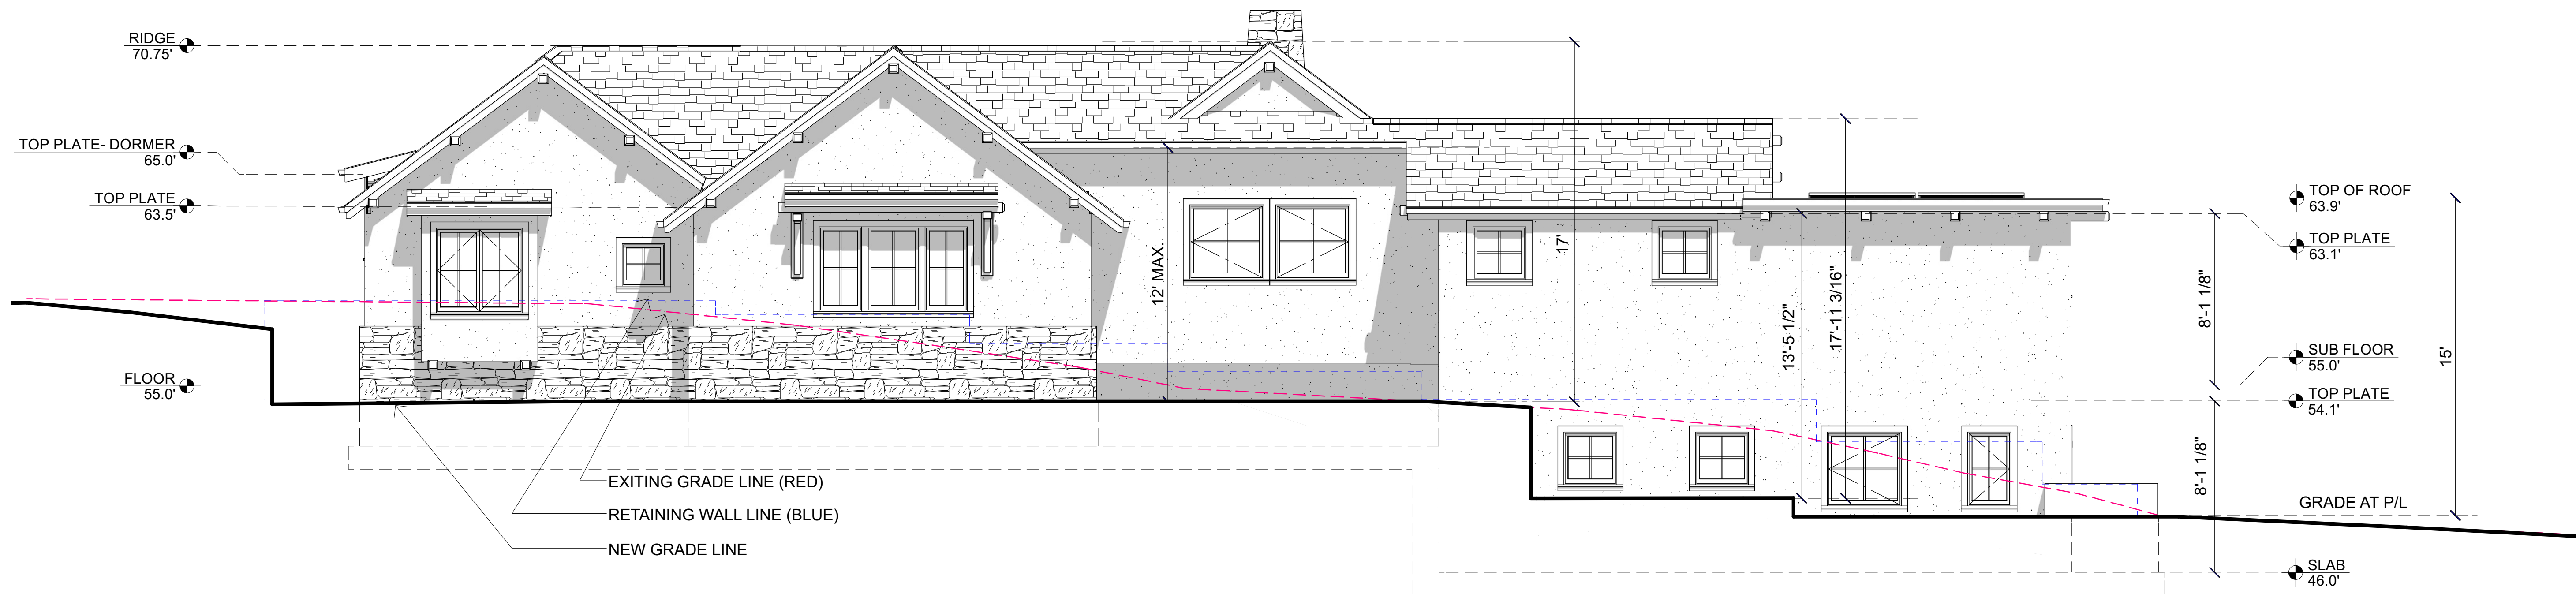 RIDGE
70.75'
TOP PLATE- DORMER
65.0'
TOP PLATE
63.5'
FLOOR
55.0'
EXITING GRADE LINE (RED)
RETAINING WALL LINE (BLUE)
NEW GRADE LINE
12' MAX.
17'
13'-5 1/2"
17'-11 3/16"
8'-1 1/8"
8'-1 1/8"
15'
TOP OF ROOF
63.9'
TOP PLATE
63.1'
SUB FLOOR
55.0'
TOP PLATE
54.1'
GRADE AT P/L
SLAB
46.0'